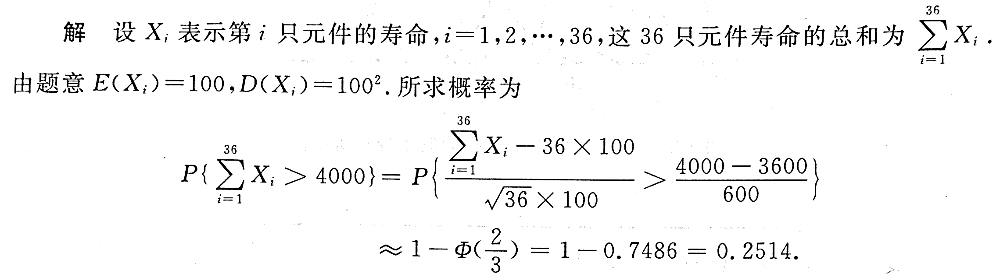 解 设 $X_i$ 表示第 $i$ 只元件的寿命,$i=1,2,\cdots,36$,这 36 只元件寿命的总和为 $\sum_{i=1}^{36} X_i$.
由题意 $E(X_i)=100,D(X_i)=100^2$.所求概率为
$P\{\sum_{i=1}^{36} X_i > 4000\} = P\left\{\frac{\sum_{i=1}^{36} X_i - 36 \times 100}{\sqrt{36} \times 100} > \frac{4000-3600}{600}\right\}$
$\approx 1 - \Phi(\frac{2}{3}) = 1 - 0.7486 = 0.2514.$